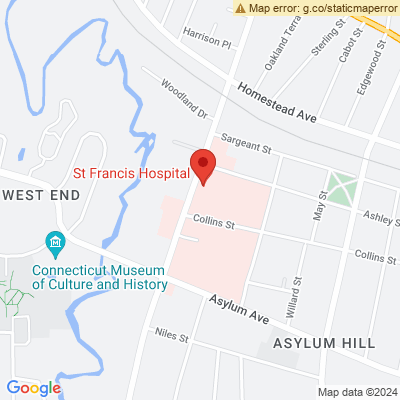 Map error: g.co/staticmaperror
Harrison Pl
Oakland Terra
Sterling St
Cabot St
Edgewood St
Woodland Dr
Homestead Ave
Sargeant St
St Francis Hospital
WEST END
May St
Ashley S
Collins St
Collins St
Connecticut Museum
of Culture and History
Willard St
Asylum Ave
Niles St
ASYLUM HILL
Google
Map data ©2024